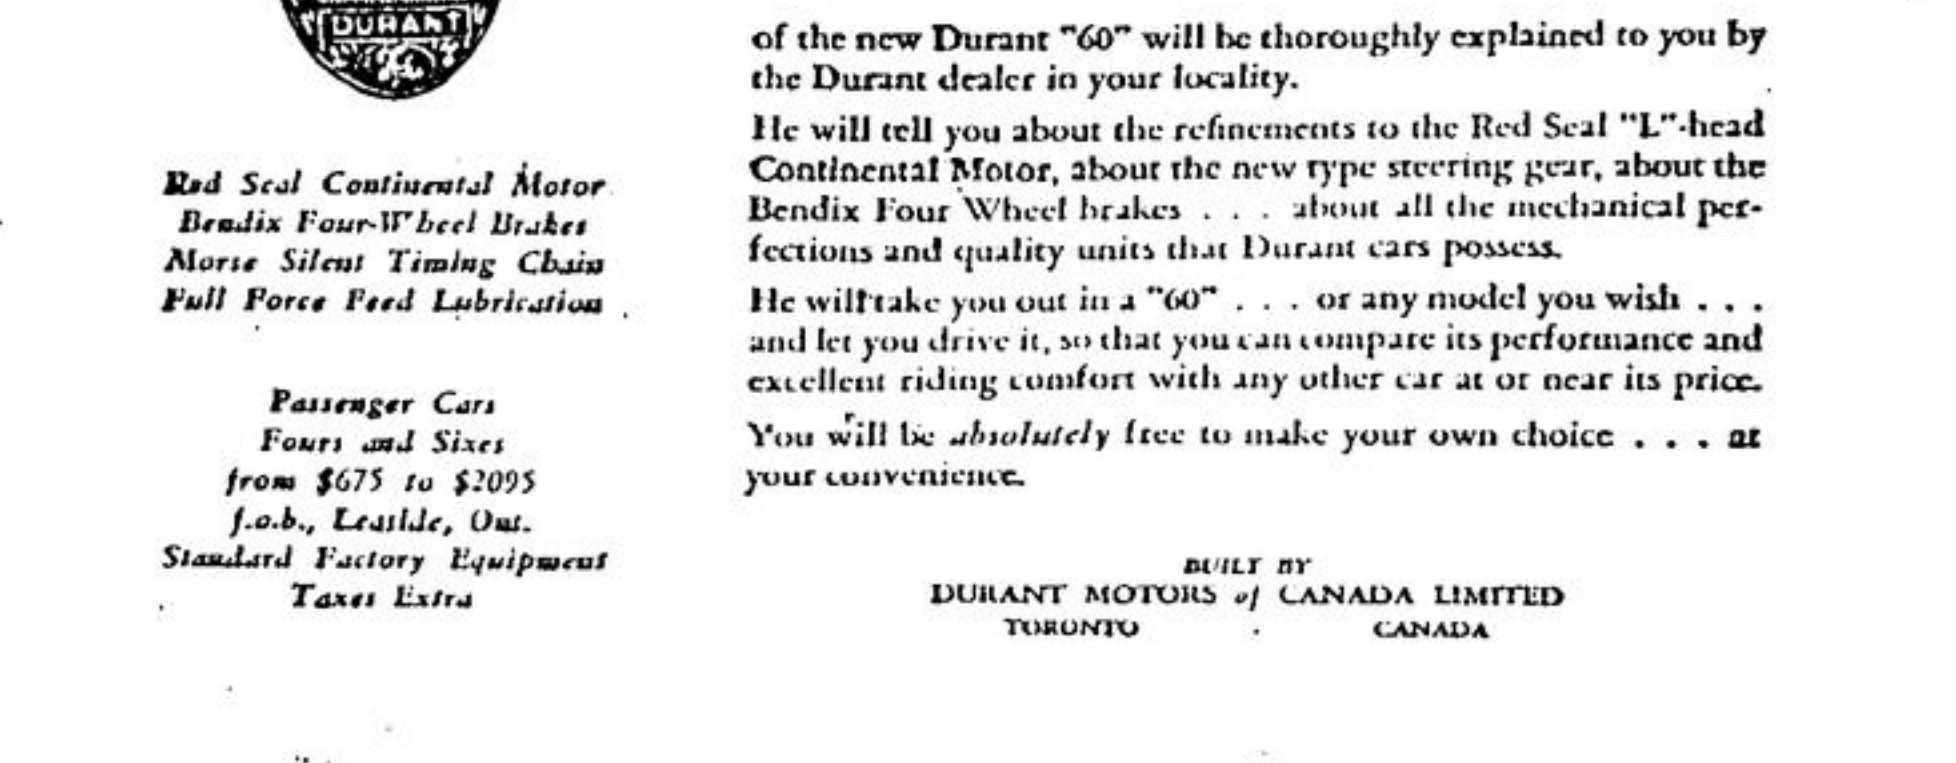 DURANT
Red Seal Continental Motor
Bendix Four-Wheel Brakes
Morse Silent Timing Chain
Full Force Feed Lubrication
Passenger Cars
Fours and Sixes
from $675 to $2095
f.o.b., Leaside, Ont.
Standard Factory Equipment
Taxes Extra
of the new Durant "60" will be thoroughly explained to you by
the Durant dealer in your locality.
He will tell you about the refinements to the Red Seal "L"-head
Continental Motor, about the new type steering gear, about the
Bendix Four Wheel brakes . . . about all the mechanical per-
fections and quality units that Durant cars possess.
He will take you out in a "60" . . . or any model you wish . . .
and let you drive it, so that you can compare its performance and
excellent riding comfort with any other car at or near its price.
You will be absolutely free to make your own choice . . . at
your convenience.
BUILT BY
DURANT MOTORS of CANADA LIMITED
TORONTO . CANADA